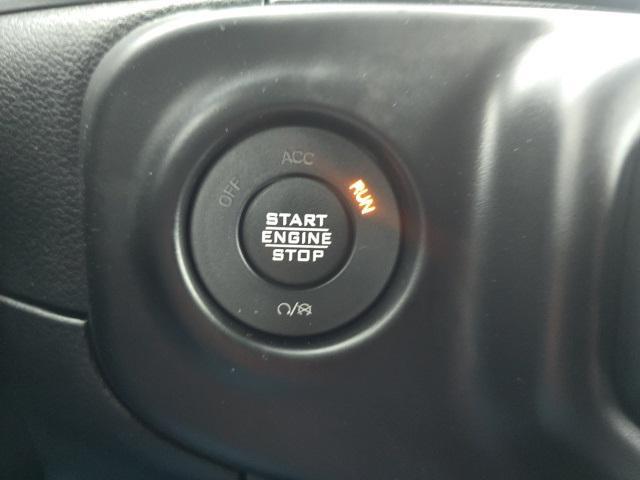 OFF
ACC
RUN
START
ENGINE
STOP